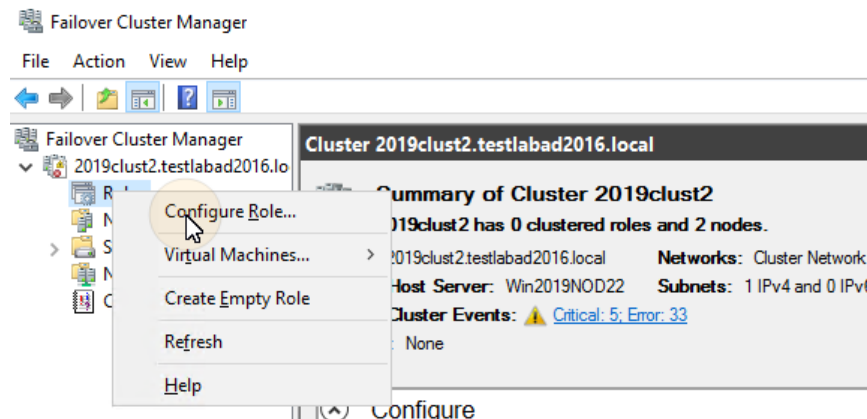 Failover Cluster Manager
File Action View Help
Failover Cluster Manager
2019clust2.testlabad2016.lo
Cluster 2019clust2.testlabad2016.local
Configure Role...
Virtual Machines...
Create Empty Role
Refresh
Help
Summary of Cluster 2019clust2
019clust2 has 0 clustered roles and 2 nodes.
2019clust2.testlabad2016.local Networks: Cluster Network
Host Server: Win2019NOD22 Subnets: 1 IPv4 and 0 IPv6
Cluster Events: Critical: 5; Error: 33
: None
Configure